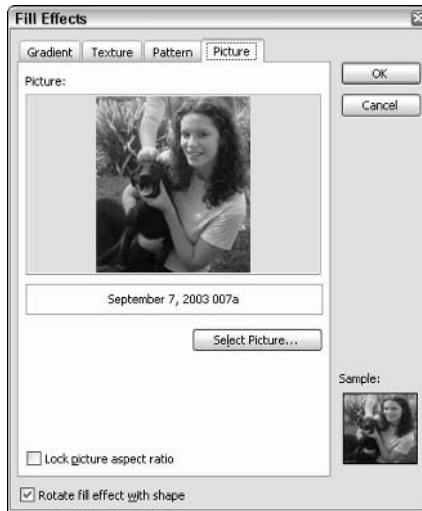 Fill Effects
Gradient Texture Pattern Picture
Picture:
OK
Cancel
September 7, 2003 007a
Select Picture...
Sample:
Lock picture aspect ratio
Rotate fill effect with shape